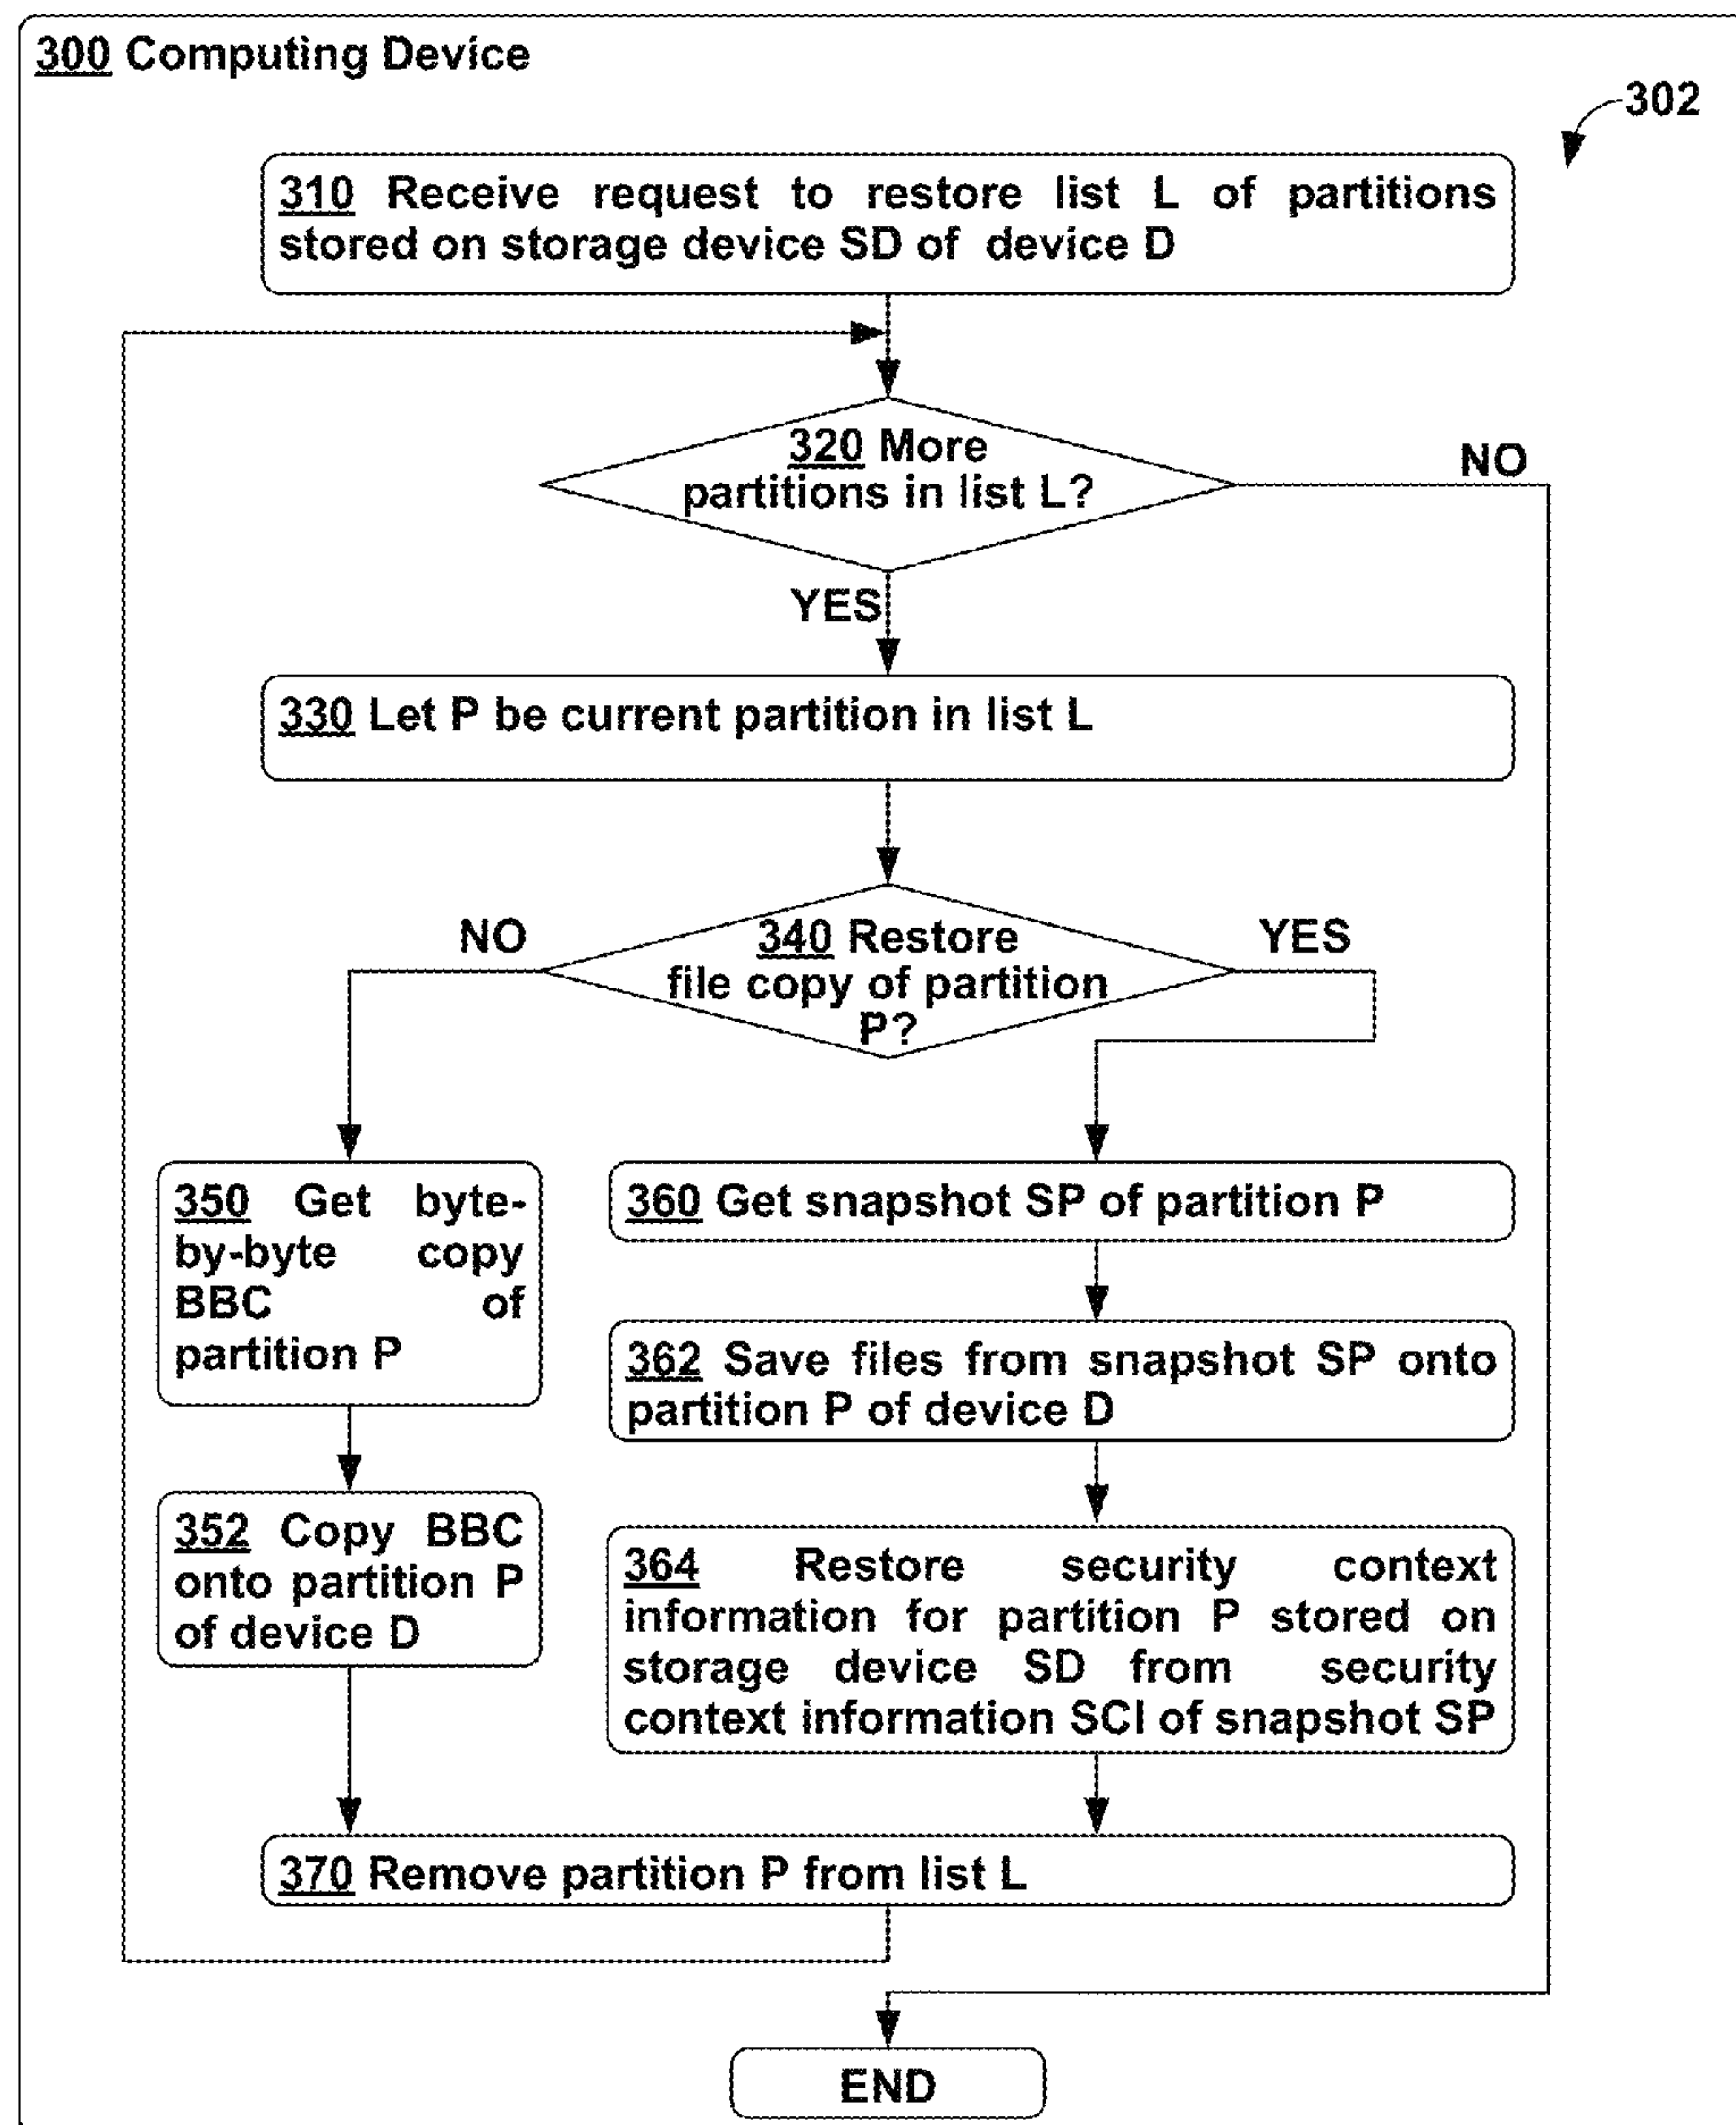 300 Computing Device
302
310 Receive request to restore list L of partitions
stored on storage device SD of device D
320 More
partitions in list L?
NO
YES
330 Let P be current partition in list L
NO
340 Restore
file copy of partition
P?
YES
350 Get byte-
by-byte copy
BBC of
partition P
352 Copy BBC
onto partition P
of device D
360 Get snapshot SP of partition P
362 Save files from snapshot SP onto
partition P of device D
364 Restore security context
information for partition P stored on
storage device SD from security
context information SCI of snapshot SP
370 Remove partition P from list L
END